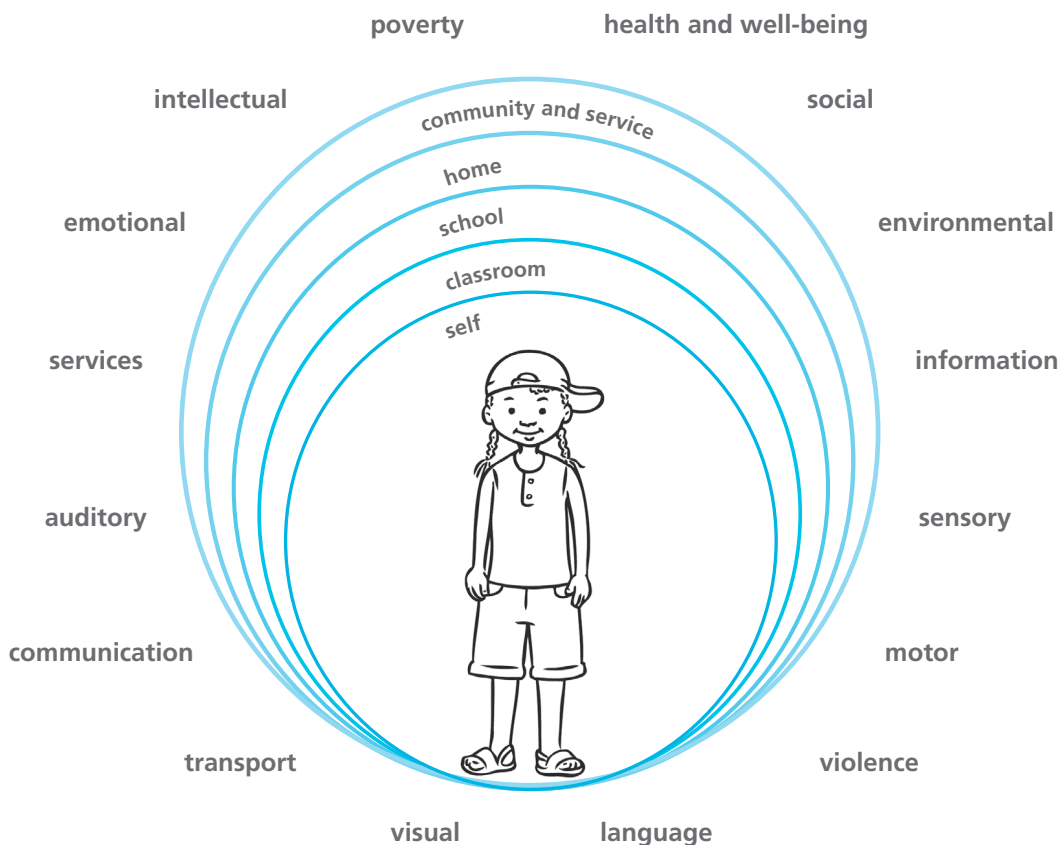 poverty
health and well-being
intellectual
social
community and service
home
emotional
school
environmental
classroom
self
services
information
auditory
sensory
communication
motor
transport
violence
visual
language